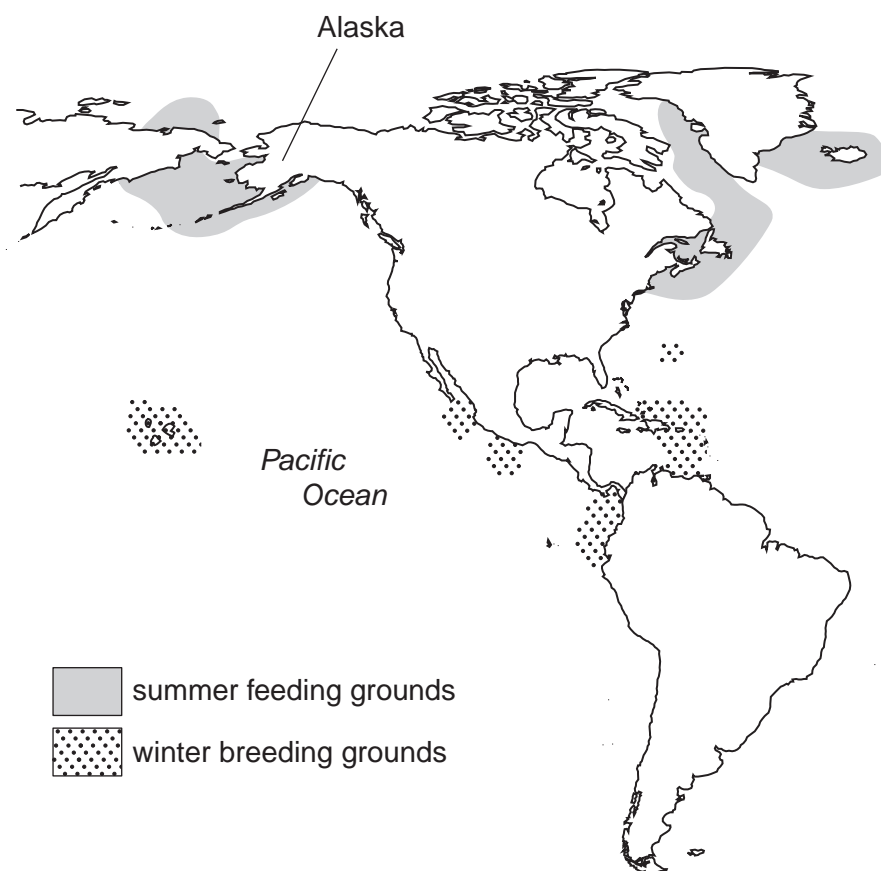 Alaska
Pacific
Ocean
summer feeding grounds
winter breeding grounds